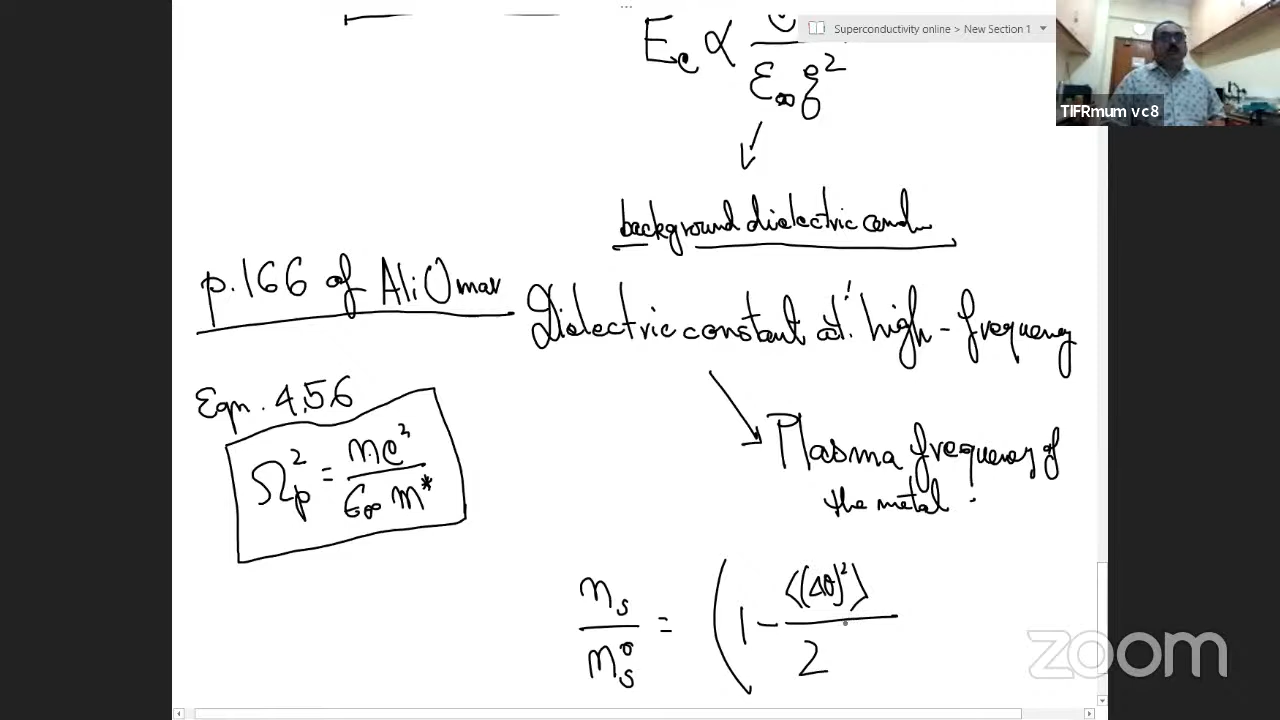 Superconductivity online > New Section 1
TIFRmum vc8
E_c ∝ / ε_∞ ξ²
background dielectric
p.166 of Ali Omar
Dielectric constant at high-frequency
Eqn. 4.56
Ω_p² = ne² / ε_∞ m*
Plasma frequency of
the metal.
n_s / n_s⁰ = ( 1 - ⟨(Δθ)²⟩ / 2
zoom